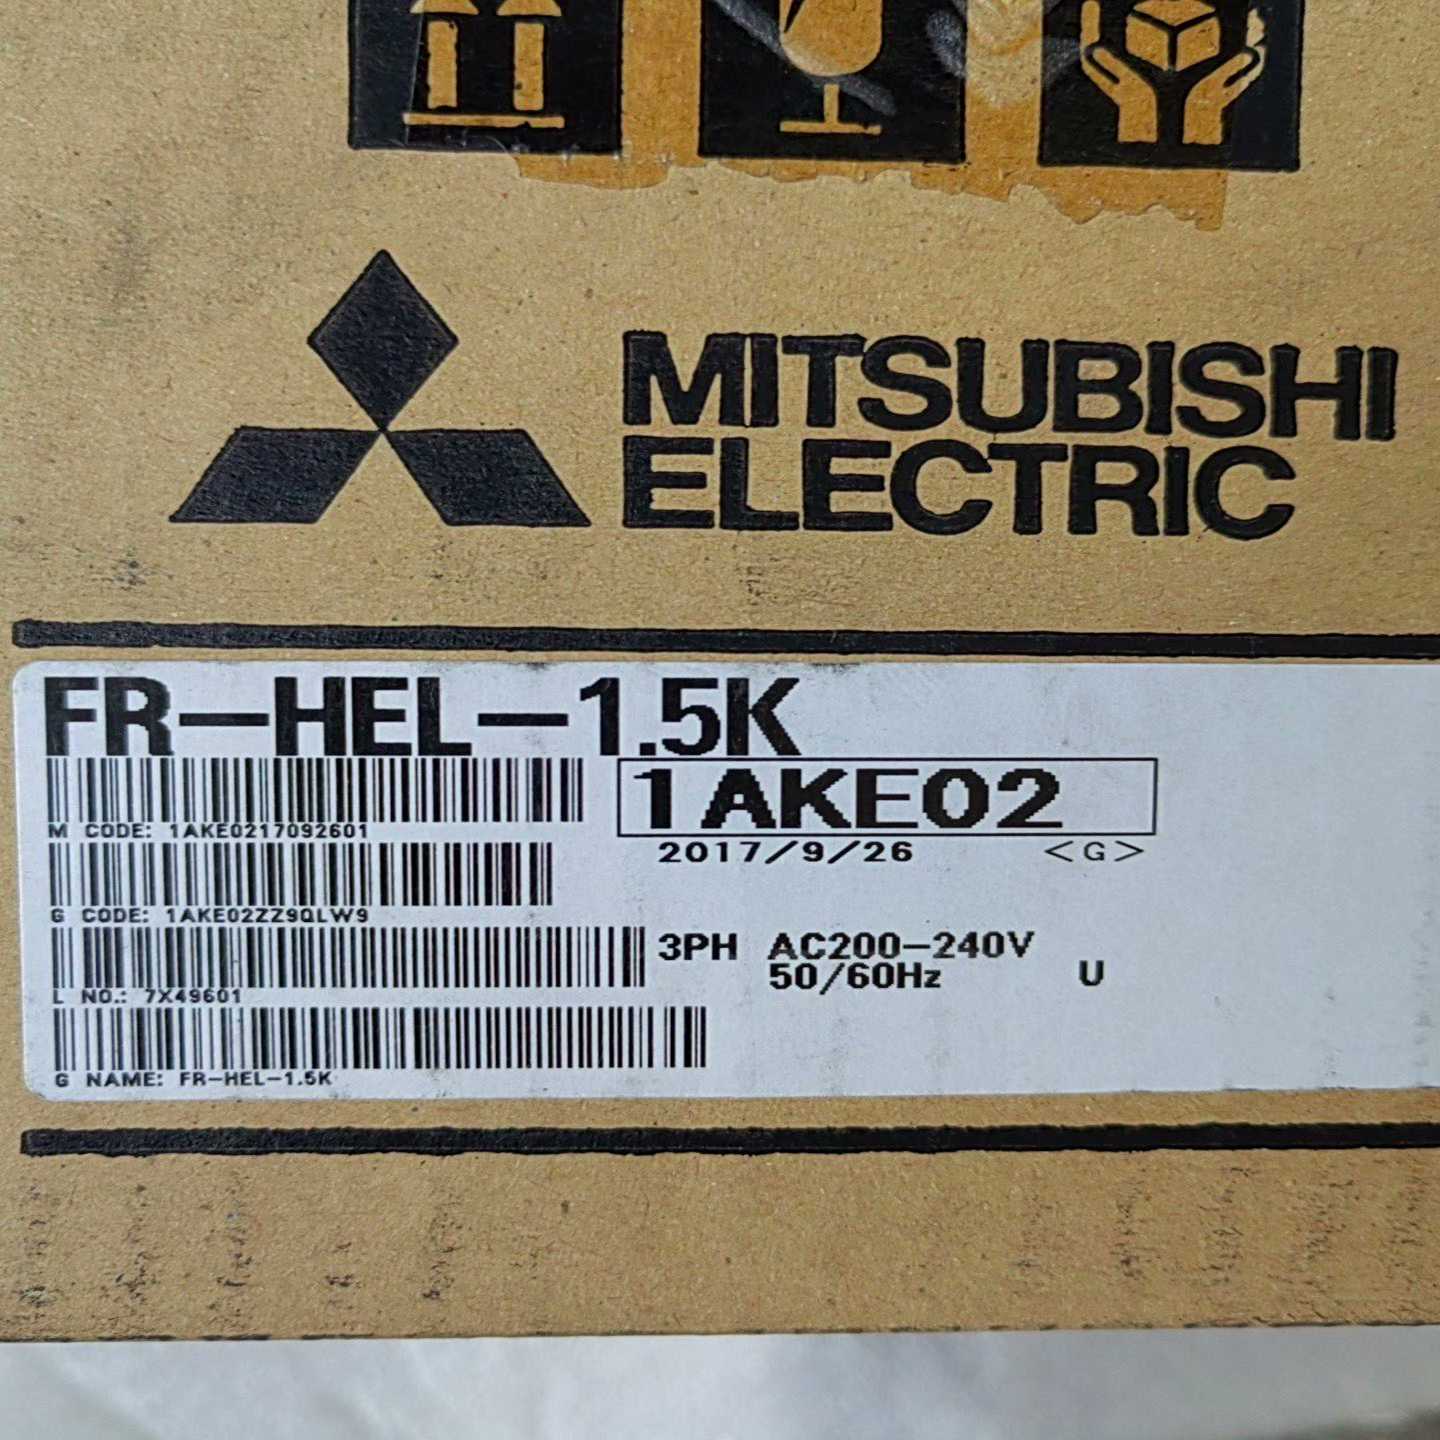 MITSUBISHI
ELECTRIC
FR-HEL-1.5K
1AKE02
M CODE: 1AKE0217092601
2017/9/26 <G>
G CODE: 1AKE02ZZ9QLW9
3PH AC200-240V
50/60Hz U
L NO.: 7X49601
G NAME: FR-HEL-1.5K